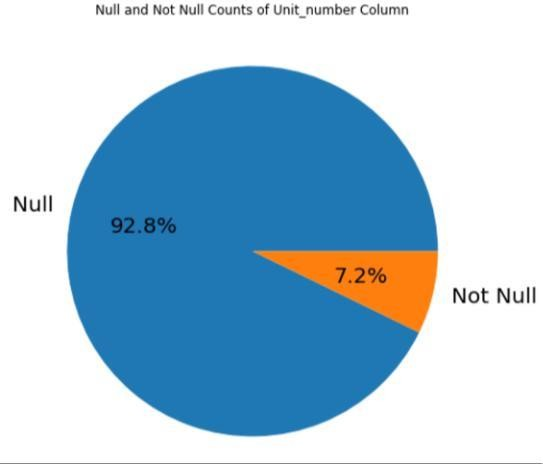 Null and Not Null Counts of Unit_number Column
Null
92.8%
7.2%
Not Null